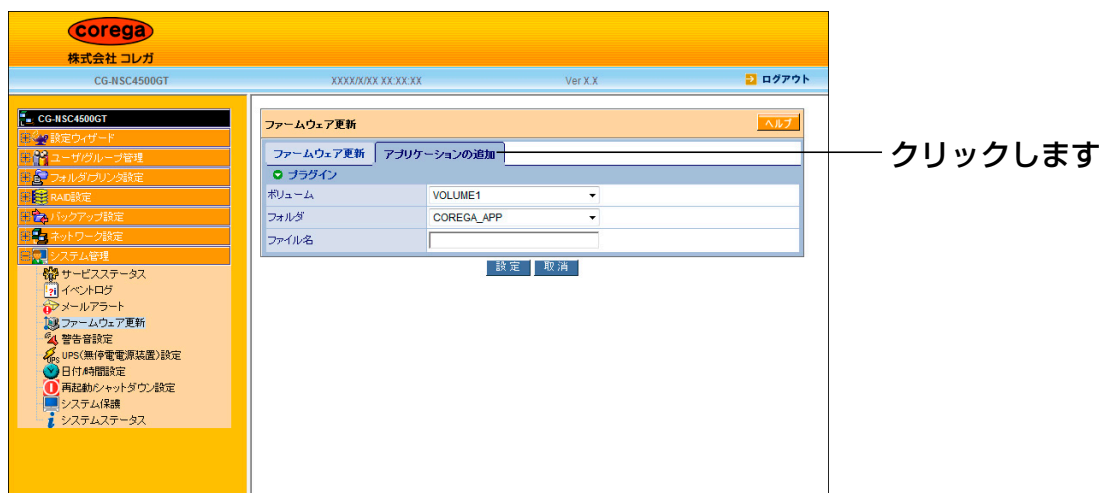 corega
株式会社 コレガ
CG-NSC4500GT XXXX/X/XX XX:XX:XX Ver X.X ログアウト
CG-NSC4500GT
設定ウィザード
ユーザ/グループ管理
フォルダ/プリンタ設定
RAID設定
バックアップ設定
ネットワーク設定
システム管理
サービスステータス
イベントログ
メールアラート
ファームウェア更新
警告音設定
UPS(無停電電源装置)設定
日付/時間設定
再起動/シャットダウン設定
システム保護
システムステータス
ファームウェア更新 ヘルプ
ファームウェア更新 アプリケーションの追加
プラグイン
ボリューム VOLUME1
フォルダ COREGA_APP
ファイル名
設定 取消
クリックします